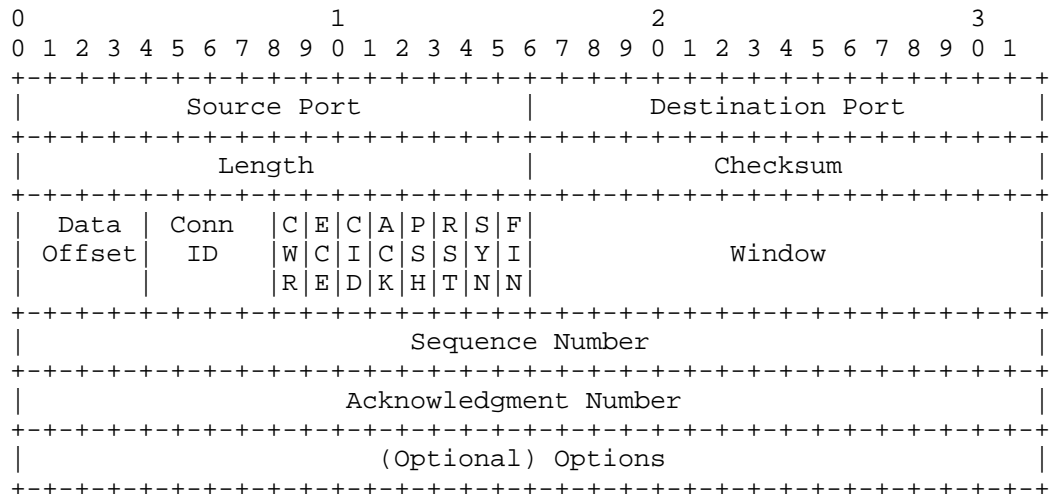 0                   1                   2                   3
0 1 2 3 4 5 6 7 8 9 0 1 2 3 4 5 6 7 8 9 0 1 2 3 4 5 6 7 8 9 0 1
+-+-+-+-+-+-+-+-+-+-+-+-+-+-+-+-+-+-+-+-+-+-+-+-+-+-+-+-+-+-+-+-+
|          Source Port          |       Destination Port        |
+-+-+-+-+-+-+-+-+-+-+-+-+-+-+-+-+-+-+-+-+-+-+-+-+-+-+-+-+-+-+-+-+
|            Length             |           Checksum            |
+-+-+-+-+-+-+-+-+-+-+-+-+-+-+-+-+-+-+-+-+-+-+-+-+-+-+-+-+-+-+-+-+
|  Data | Conn  |C|E|C|A|P|R|S|F|                               |
| Offset|  ID   |W|C|I|C|S|S|Y|I|            Window             |
|       |       |R|E|D|K|H|T|N|N|                               |
+-+-+-+-+-+-+-+-+-+-+-+-+-+-+-+-+-+-+-+-+-+-+-+-+-+-+-+-+-+-+-+-+
|                        Sequence Number                        |
+-+-+-+-+-+-+-+-+-+-+-+-+-+-+-+-+-+-+-+-+-+-+-+-+-+-+-+-+-+-+-+-+
|                    Acknowledgment Number                      |
+-+-+-+-+-+-+-+-+-+-+-+-+-+-+-+-+-+-+-+-+-+-+-+-+-+-+-+-+-+-+-+-+
|                      (Optional) Options                       |
+-+-+-+-+-+-+-+-+-+-+-+-+-+-+-+-+-+-+-+-+-+-+-+-+-+-+-+-+-+-+-+-+